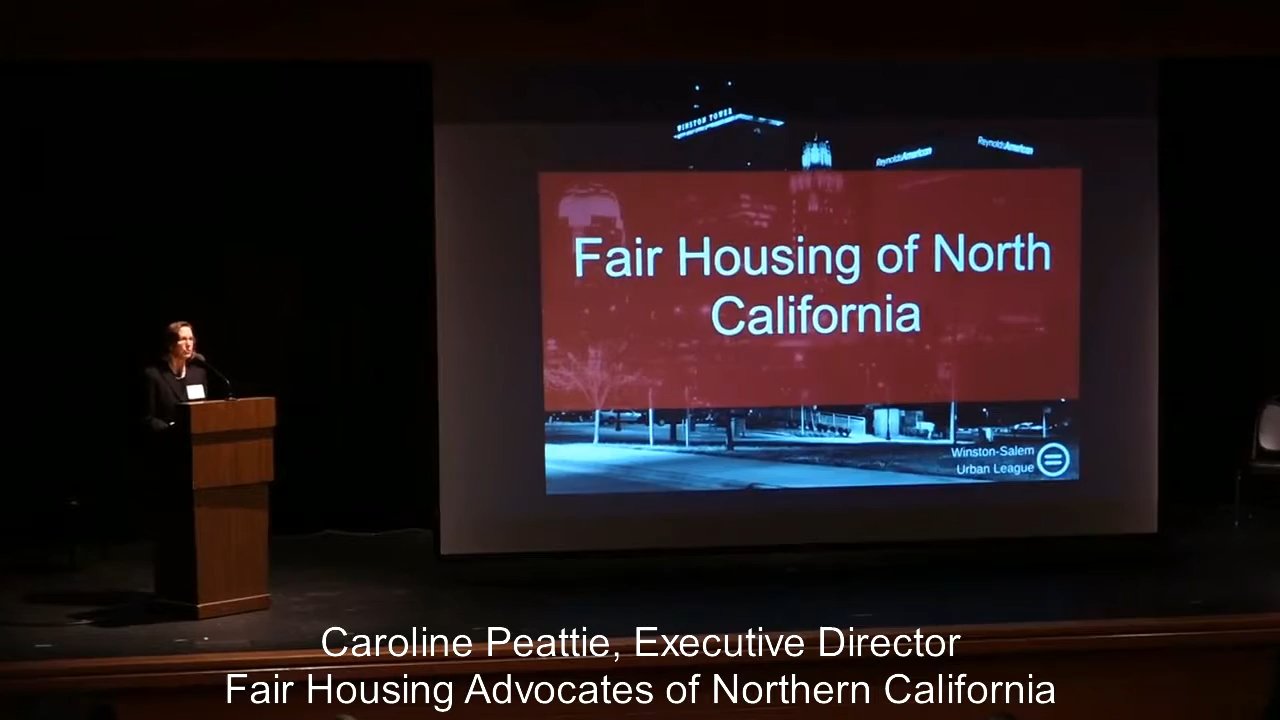 WINSTON TOWER
ReynoldsAmerican
ReynoldsAmerican
Fair Housing of North
California
Winston-Salem
Urban League
Caroline Peattie, Executive Director
Fair Housing Advocates of Northern California